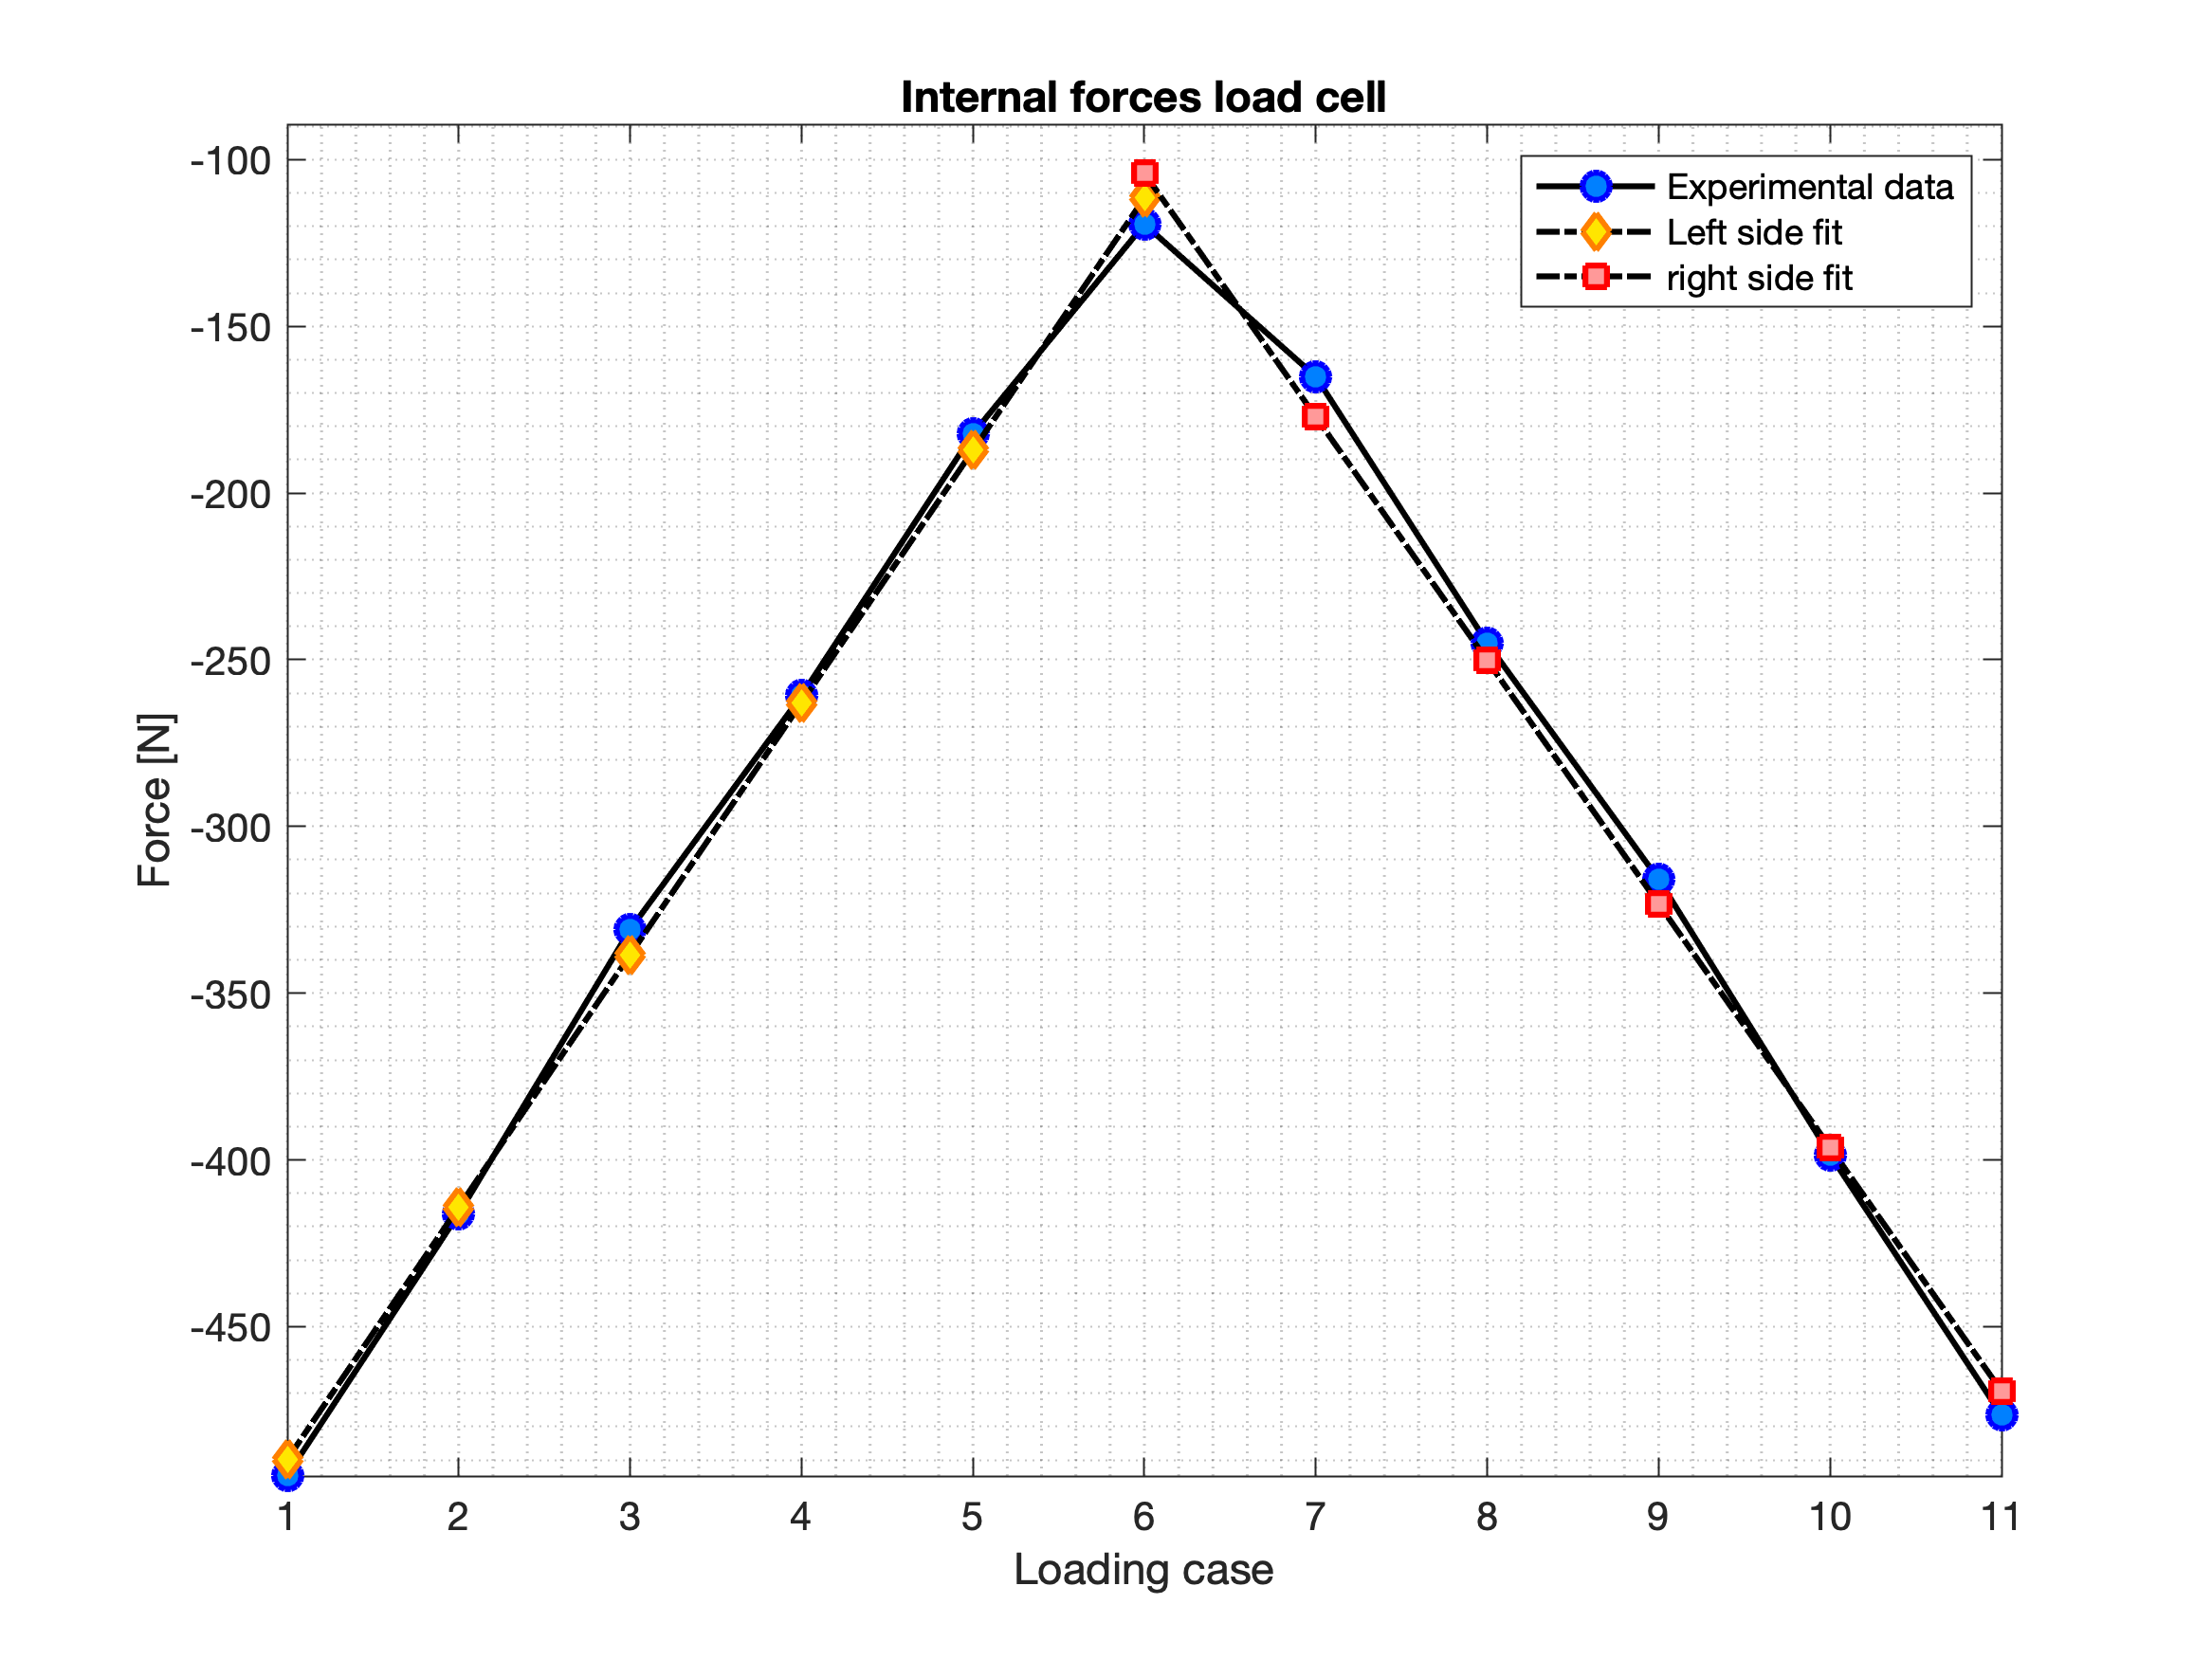 Internal forces load cell
-100
-150
-200
-250
-300
-350
-400
-450
Force [N]
Experimental data
Left side fit
right side fit
1 2 3 4 5 6 7 8 9 10 11
Loading case